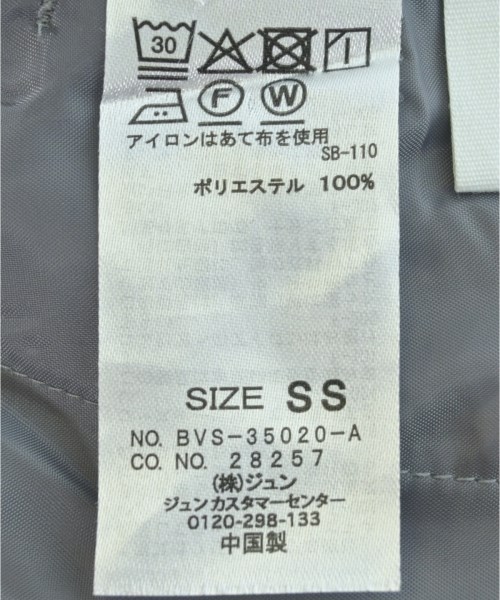 30
F W
アイロンはあて布を使用
SB-110
ポリエステル 100%
SIZE SS
NO. BVS-35020-A
CO. NO. 28257
(株)ジュン
ジュンカスタマーセンター
0120-298-133
中国製